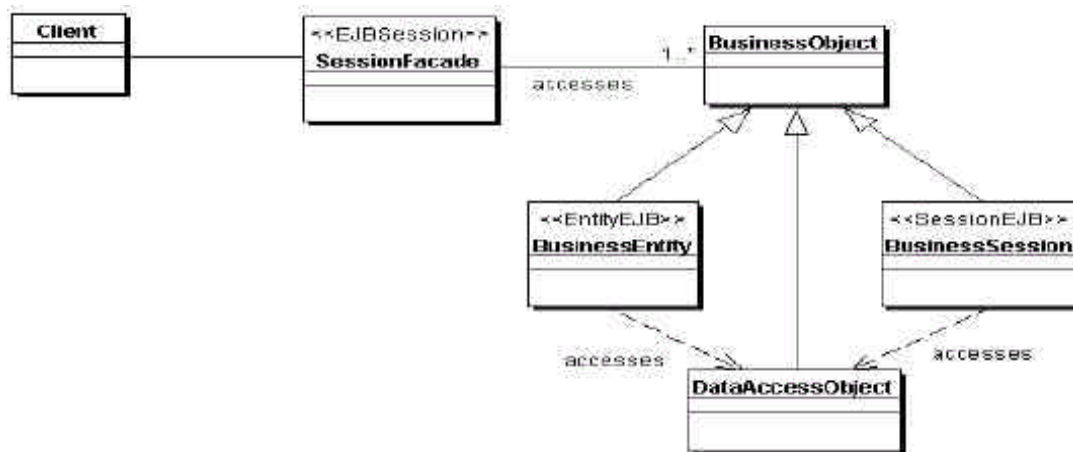 Client
<<EJBSession>>
SessionFacade
1..*
accesses
BusinessObject
<<EntityEJB>>
BusinessEntity
<<SessionEJB>>
BusinessSession
accesses
accesses
DataAccessObject